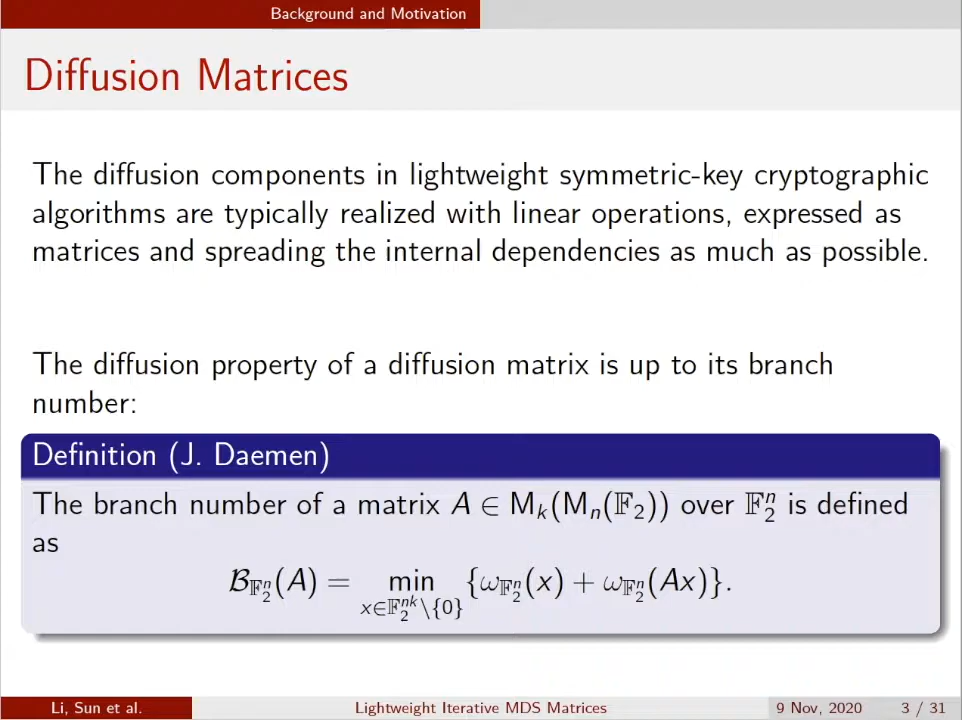 Background and Motivation
Diffusion Matrices
The diffusion components in lightweight symmetric-key cryptographic
algorithms are typically realized with linear operations, expressed as
matrices and spreading the internal dependencies as much as possible.
The diffusion property of a diffusion matrix is up to its branch
number:
Definition (J. Daemen)
The branch number of a matrix A ∈ M_k(M_n(𝔽_2)) over 𝔽_2^n is defined
as
ℬ_{𝔽_2^n}(A) = min_{x∈𝔽_2^{nk}\{0}} {ω_{𝔽_2^n}(x) + ω_{𝔽_2^n}(Ax)}.
Li, Sun et al. Lightweight Iterative MDS Matrices 9 Nov, 2020 3 / 31